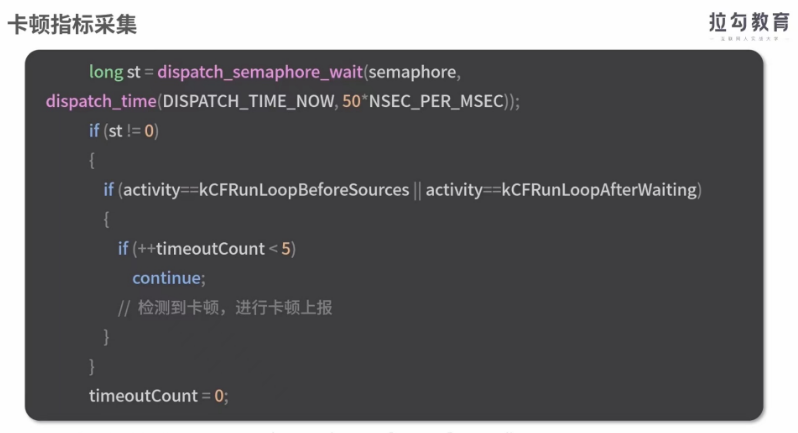 卡顿指标采集
拉勾教育
long st = dispatch_semaphore_wait(semaphore,
dispatch_time(DISPATCH_TIME_NOW, 50*NSEC_PER_MSEC));
if (st != 0)
{
if (activity==kCFRunLoopBeforeSources || activity==kCFRunLoopAfterWaiting)
{
if (++timeoutCount < 5)
continue;
// 检测到卡顿，进行卡顿上报
}
}
timeoutCount = 0;